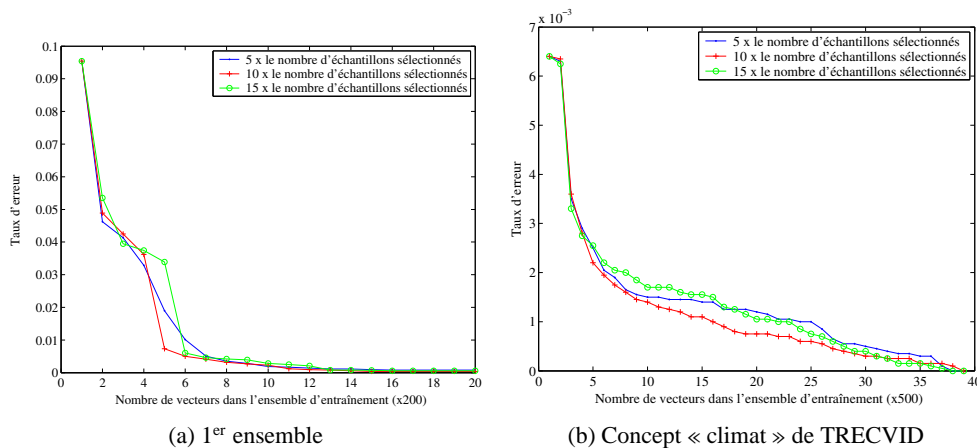 0.1
0.09
0.08
0.07
0.06
0.05
0.04
0.03
0.02
0.01
0
Taux d'erreur
5 x le nombre d'échantillons sélectionnés
10 x le nombre d'échantillons sélectionnés
15 x le nombre d'échantillons sélectionnés
0 2 4 6 8 10 12 14 16 18 20
Nombre de vecteurs dans l'ensemble d'entraînement (x200)
(a) 1er ensemble
x 10-3
7
6
5
4
3
2
1
0
Taux d'erreur
5 x le nombre d'échantillons sélectionnés
10 x le nombre d'échantillons sélectionnés
15 x le nombre d'échantillons sélectionnés
0 5 10 15 20 25 30 35 40
Nombre de vecteurs dans l'ensemble d'entraînement (x500)
(b) Concept « climat » de TRECVID